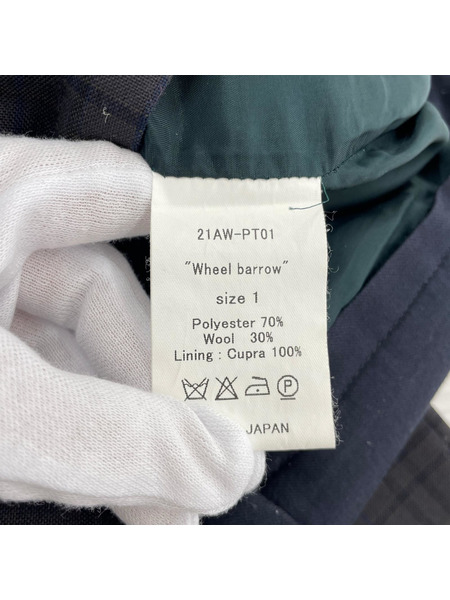 21AW-PT01
"Wheel barrow"
size 1
Polyester 70%
Wool 30%
Lining : Cupra 100%
P
JAPAN